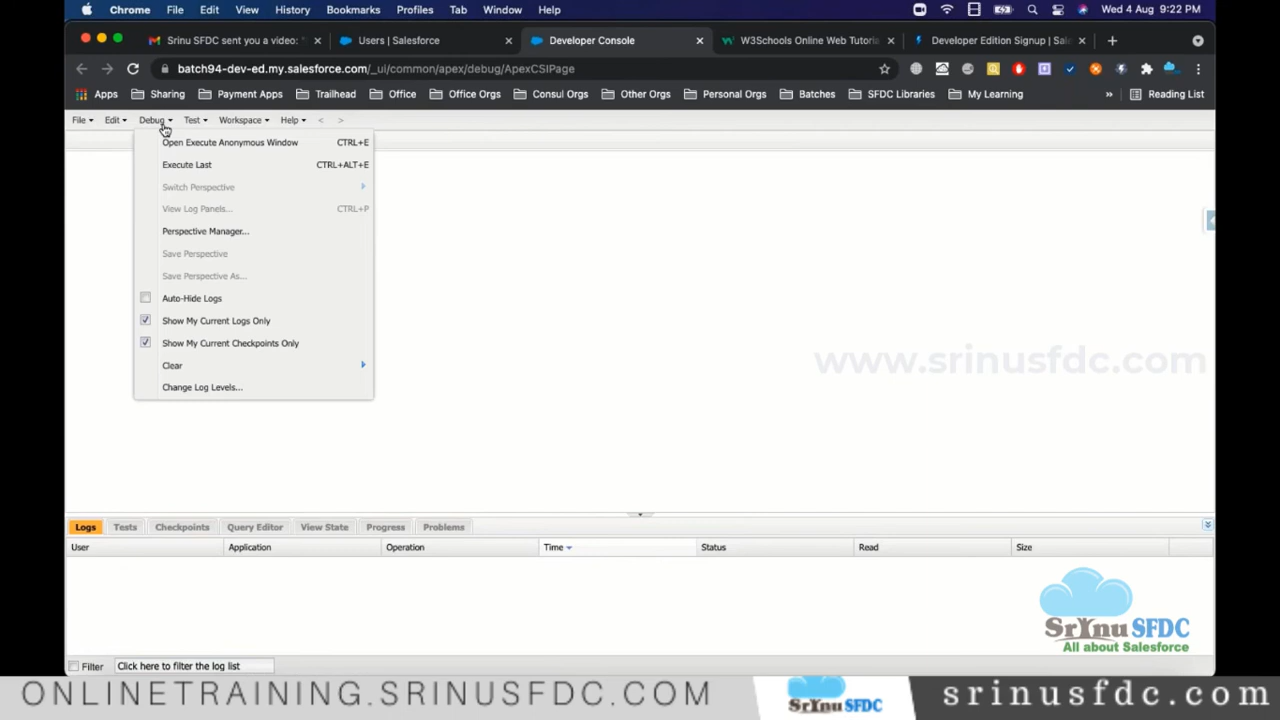 Chrome File Edit View History Bookmarks Profiles Tab Window Help Wed 4 Aug 9:22 PM
Srinu SFDC sent you a video: " Users | Salesforce Developer Console W3Schools Online Web Tutoria Developer Edition Signup | Sal
batch94-dev-ed.my.salesforce.com/_ui/common/apex/debug/ApexCSIPage
Apps Sharing Payment Apps Trailhead Office Office Orgs Consul Orgs Other Orgs Personal Orgs Batches SFDC Libraries My Learning » Reading List
File Edit Debug Test Workspace Help < >
Open Execute Anonymous Window CTRL+E
Execute Last CTRL+ALT+E
Switch Perspective
View Log Panels... CTRL+P
Perspective Manager...
Save Perspective
Save Perspective As...
Auto-Hide Logs
Show My Current Logs Only
Show My Current Checkpoints Only
www.srinusfdc.com
Clear
Change Log Levels...
Logs Tests Checkpoints Query Editor View State Progress Problems
User Application Operation Time Status Read Size
SrYnu SFDC
All about Salesforce
Filter Click here to filter the log list
ONLINETRAINING.SRINUSFDC.COM SrYnu SFDC srinusfdc.com